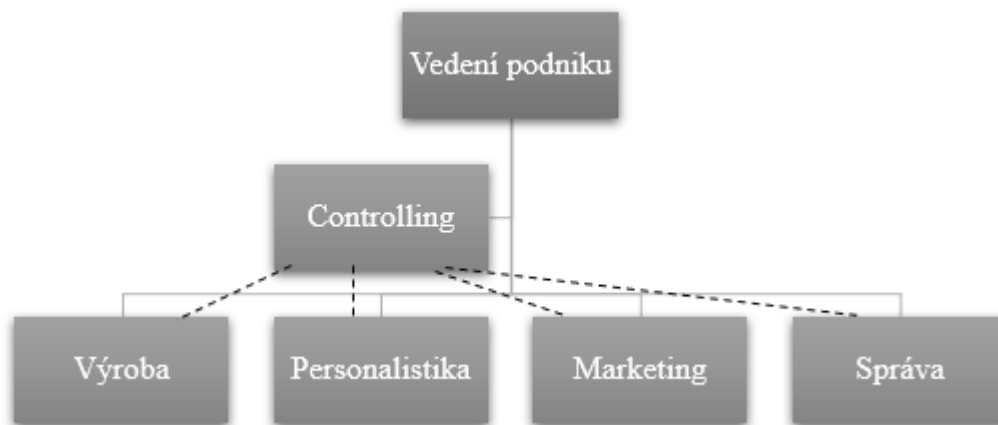 Vedení podniku
Controlling
Výroba
Personalistika
Marketing
Správa